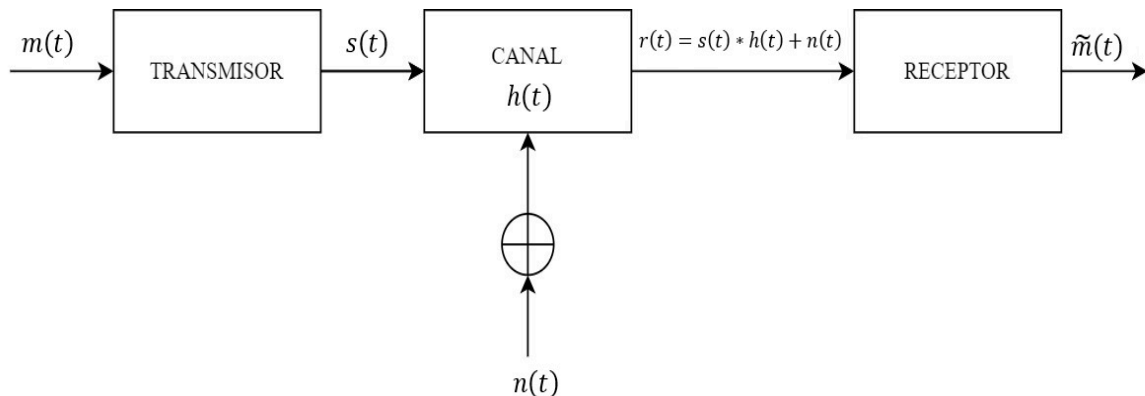 m(t)
TRANSMISOR
s(t)
CANAL
h(t)
r(t) = s(t) ∗ h(t) + n(t)
RECEPTOR
m̃(t)
n(t)